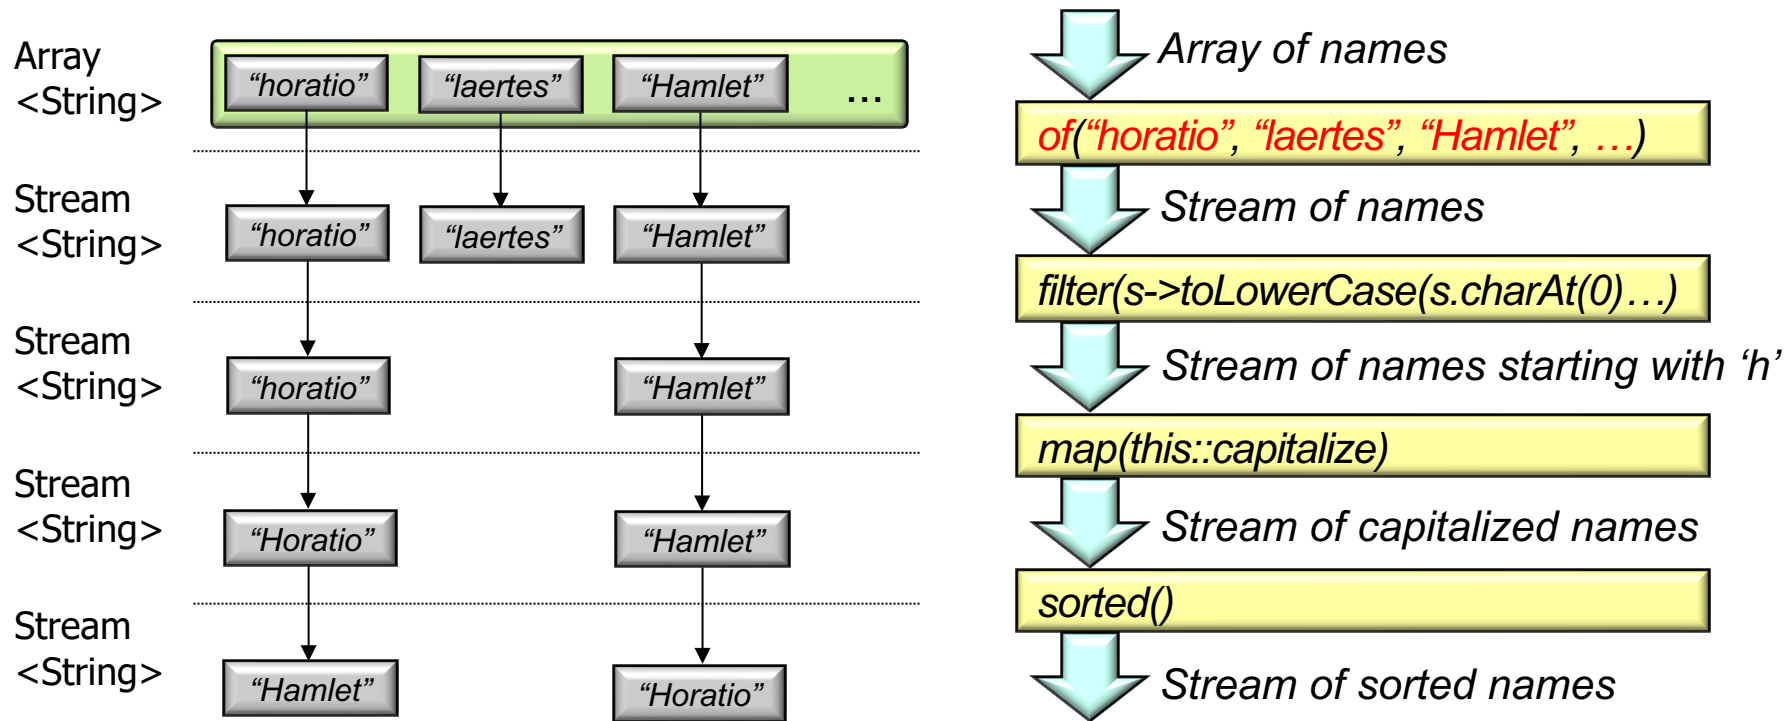 Array
<String>
“horatio”
“laertes”
“Hamlet”
...
Stream
<String>
“horatio”
“laertes”
“Hamlet”
Stream
<String>
“horatio”
“Hamlet”
Stream
<String>
“Horatio”
“Hamlet”
Stream
<String>
“Hamlet”
“Horatio”
Array of names
of(“horatio”, “laertes”, “Hamlet”, …)
Stream of names
filter(s->toLowerCase(s.charAt(0)…)
Stream of names starting with ‘h’
map(this::capitalize)
Stream of capitalized names
sorted()
Stream of sorted names